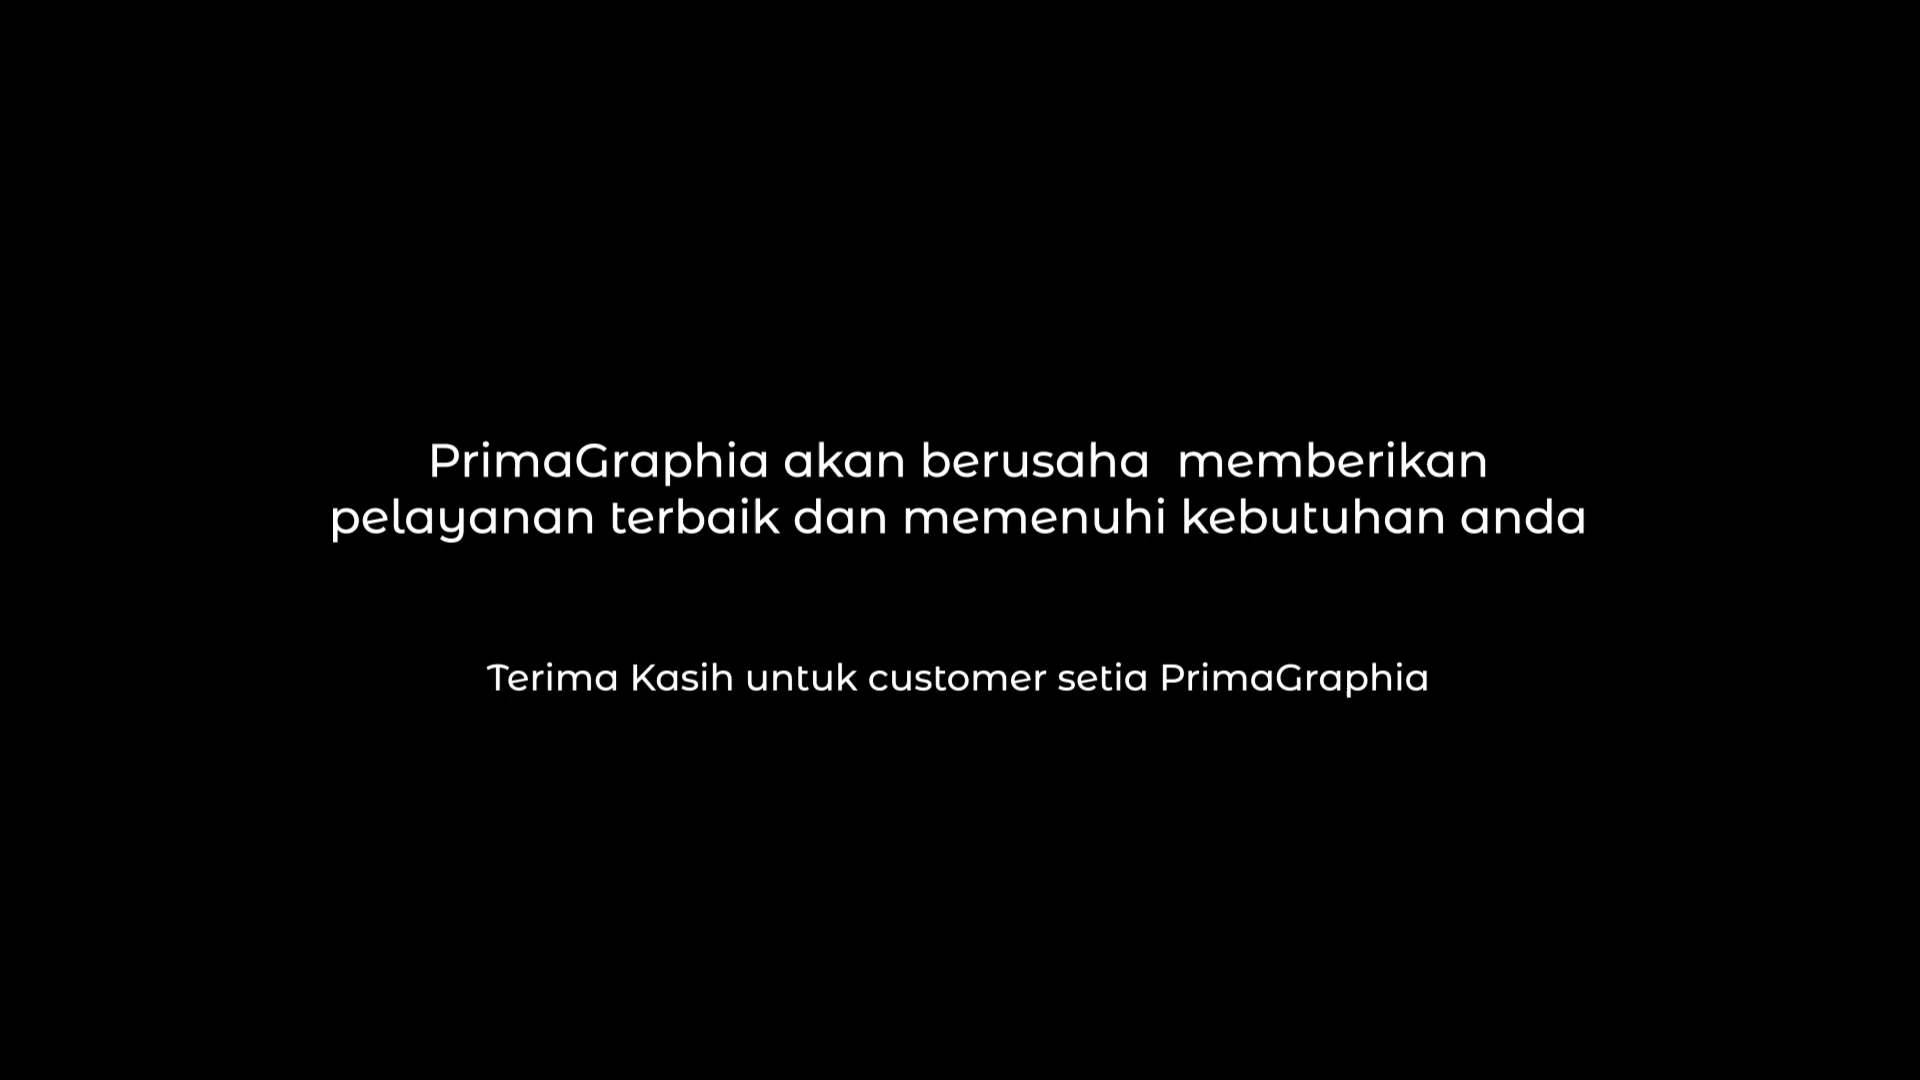 PrimaGraphia akan berusaha  memberikan
pelayanan terbaik dan memenuhi kebutuhan anda
Terima Kasih untuk customer setia PrimaGraphia